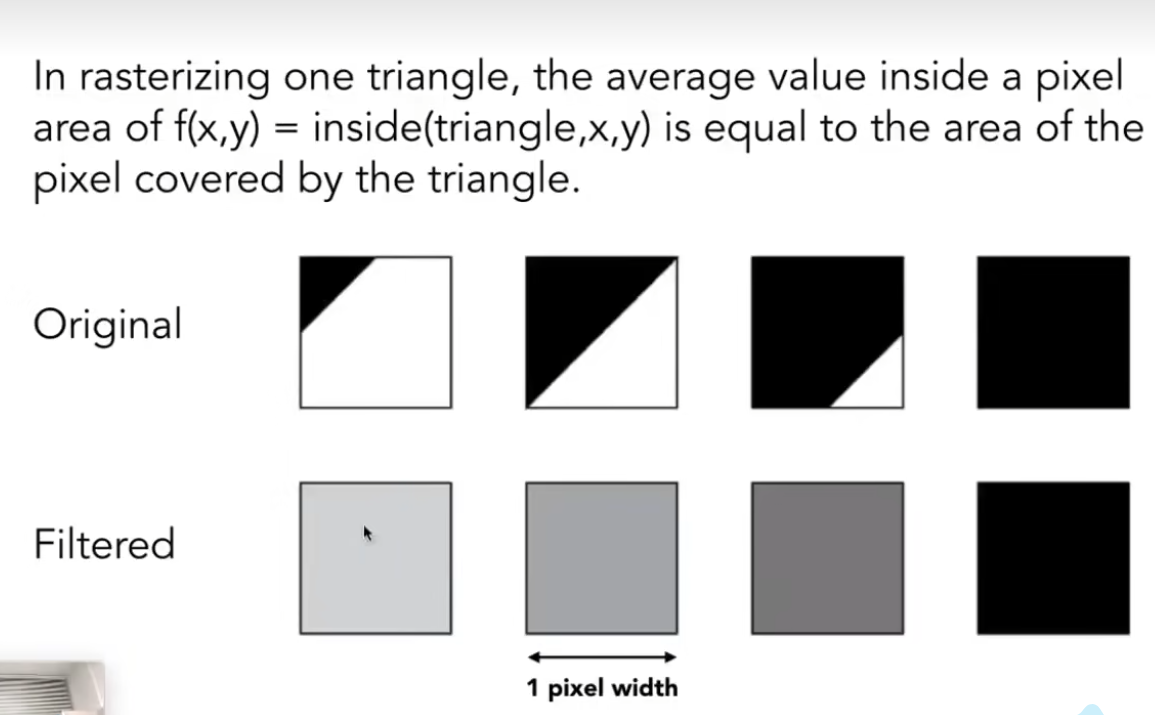 In rasterizing one triangle, the average value inside a pixel
area of f(x,y) = inside(triangle,x,y) is equal to the area of the
pixel covered by the triangle.
Original
Filtered
1 pixel width